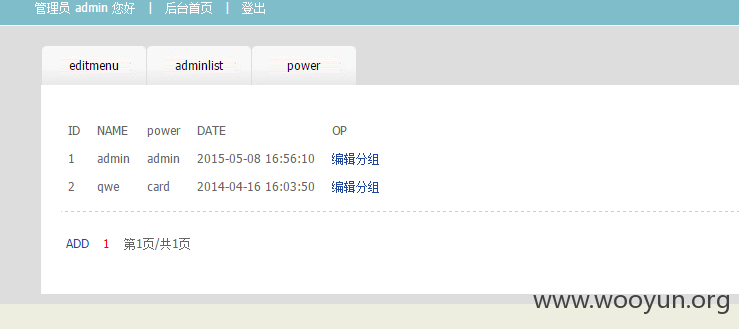 管理员 admin 您好 | 后台首页 | 登出
editmenu adminlist power
ID NAME power DATE OP
1 admin admin 2015-05-08 16:56:10 编辑分组
2 qwe card 2014-04-16 16:03:50 编辑分组
ADD 1 第1页/共1页
www.wooyun.org